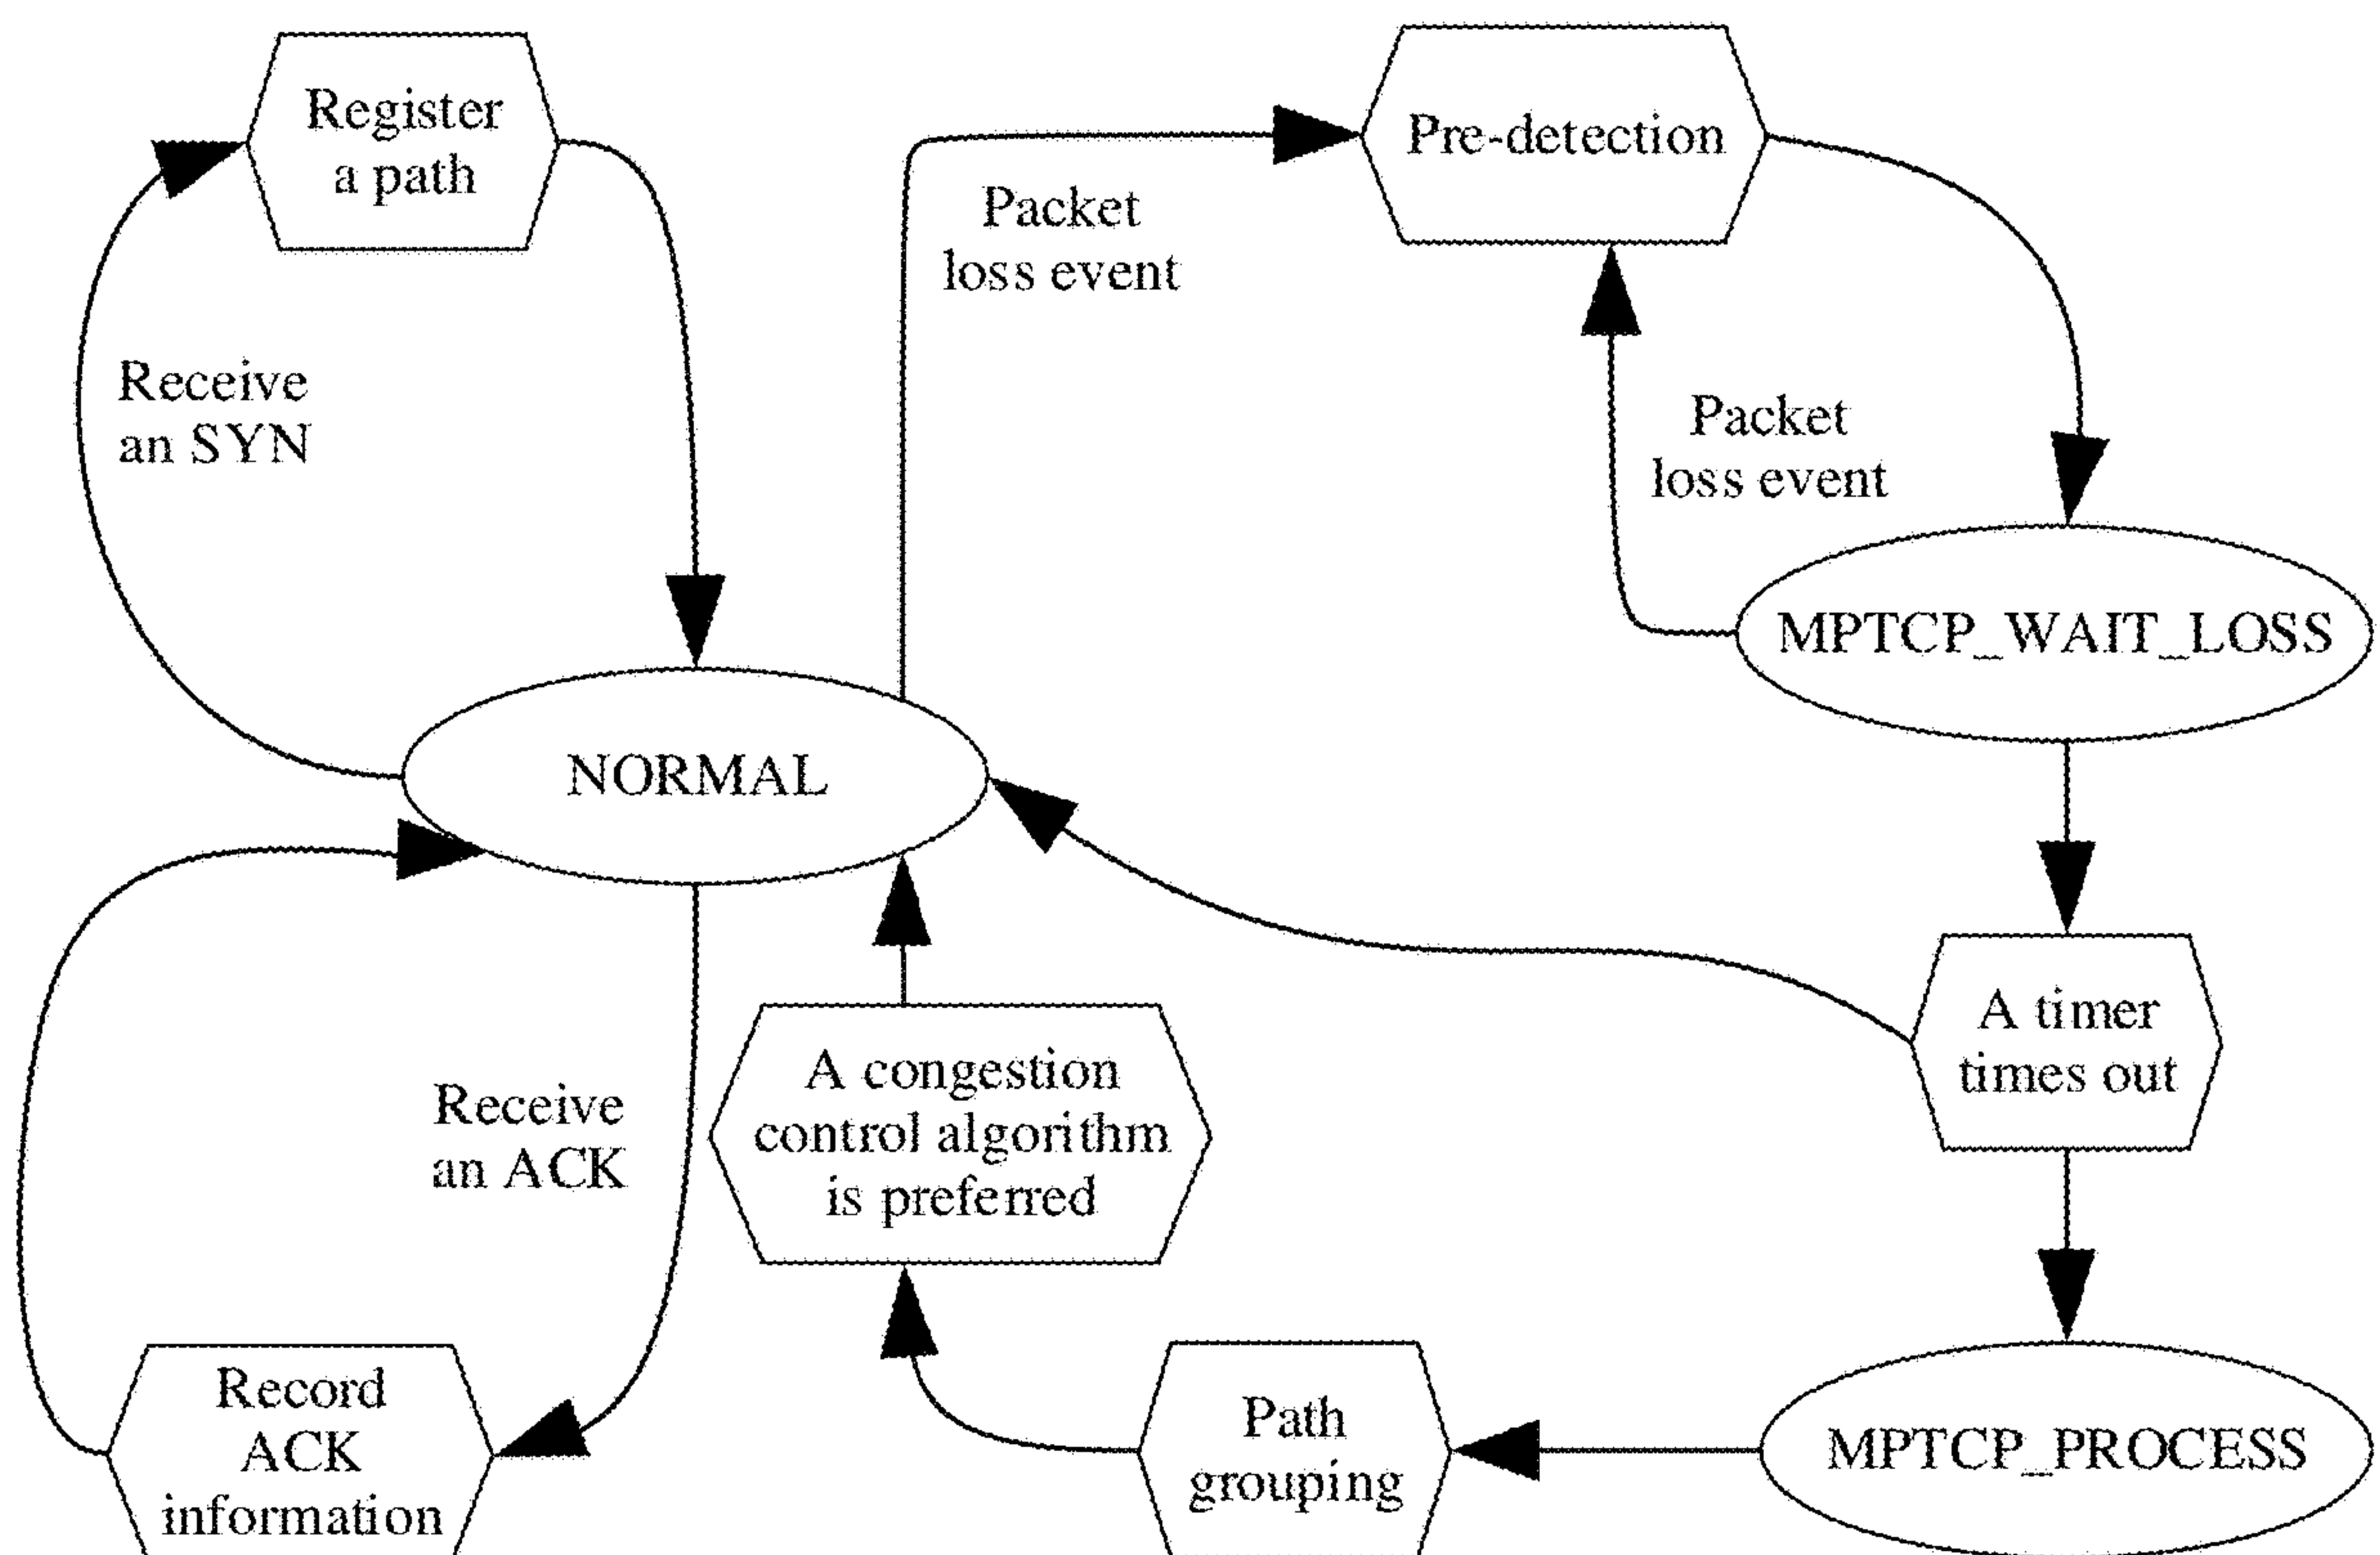 Register
a path
Pre-detection
Packet
loss event
Receive
an SYN
Packet
loss event
MPTCP_WAIT_LOSS
NORMAL
A timer
times out
A congestion
control algorithm
is preferred
Receive
an ACK
Record
ACK
information
Path
grouping
MPTCP_PROCESS